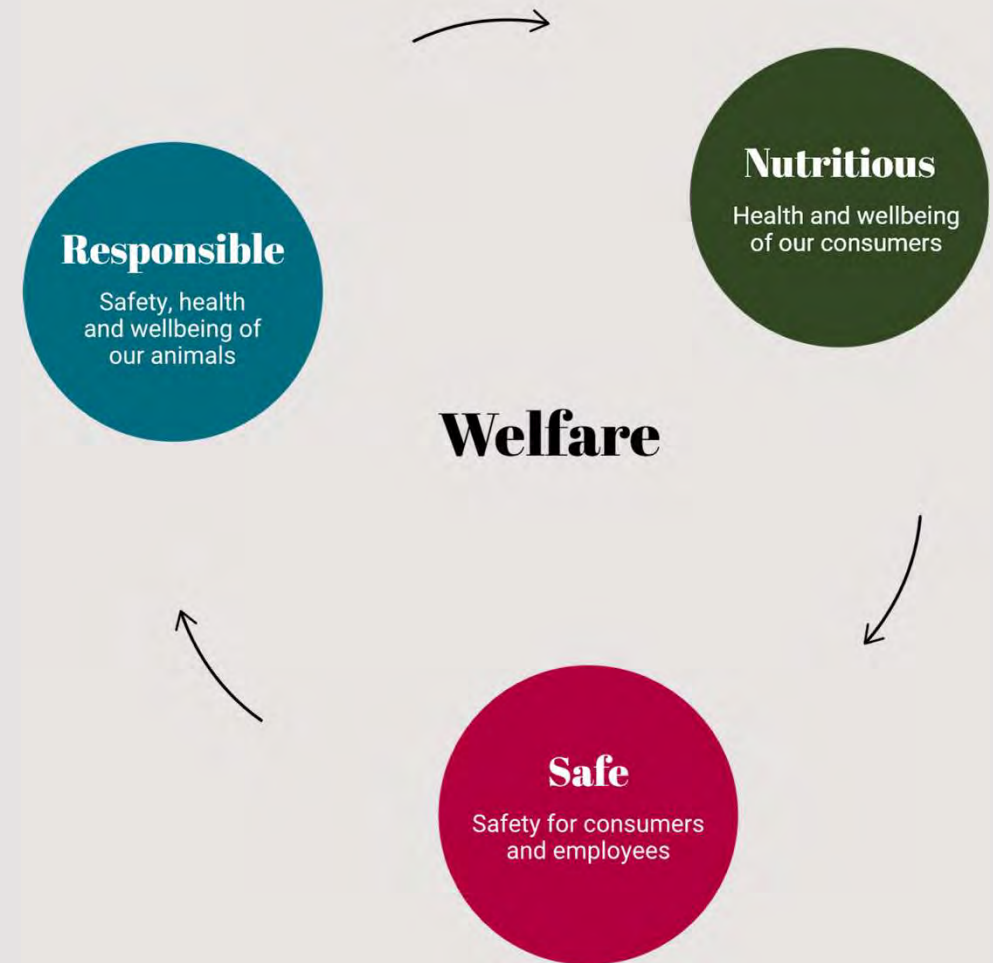 Nutritious
Health and wellbeing
of our consumers
Responsible
Safety, health
and wellbeing of
our animals
Welfare
Safe
Safety for consumers
and employees